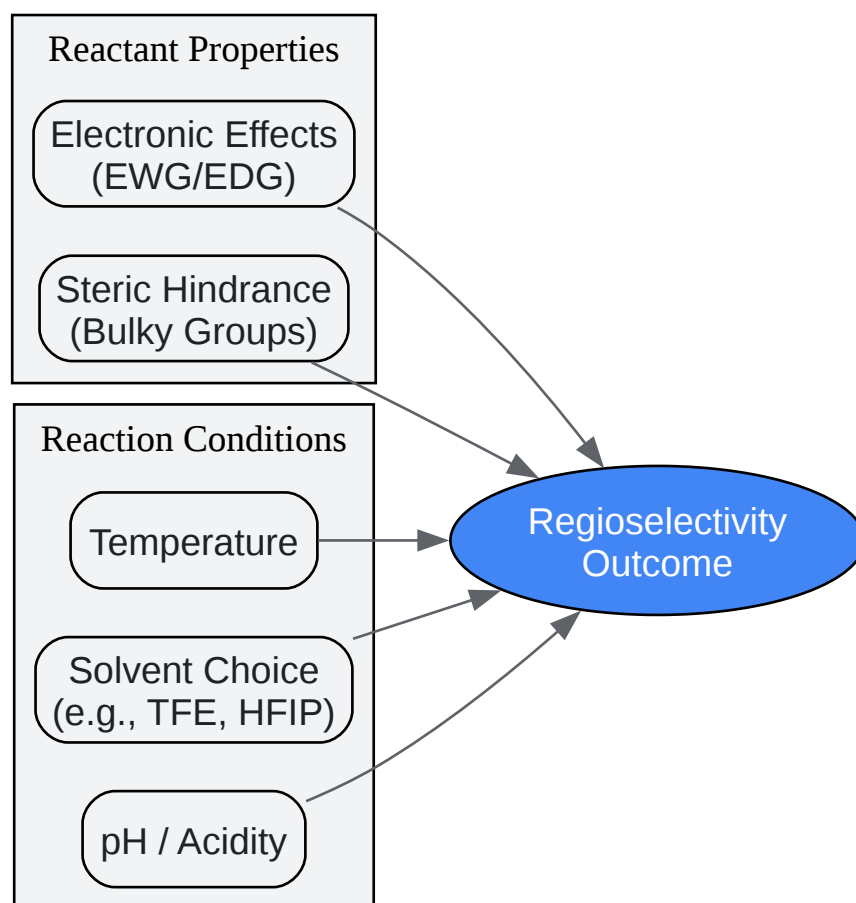 Reactant Properties
Electronic Effects
(EWG/EDG)
Steric Hindrance
(Bulky Groups)
Reaction Conditions
Temperature
Solvent Choice
(e.g., TFE, HFIP)
pH / Acidity
Regioselectivity
Outcome